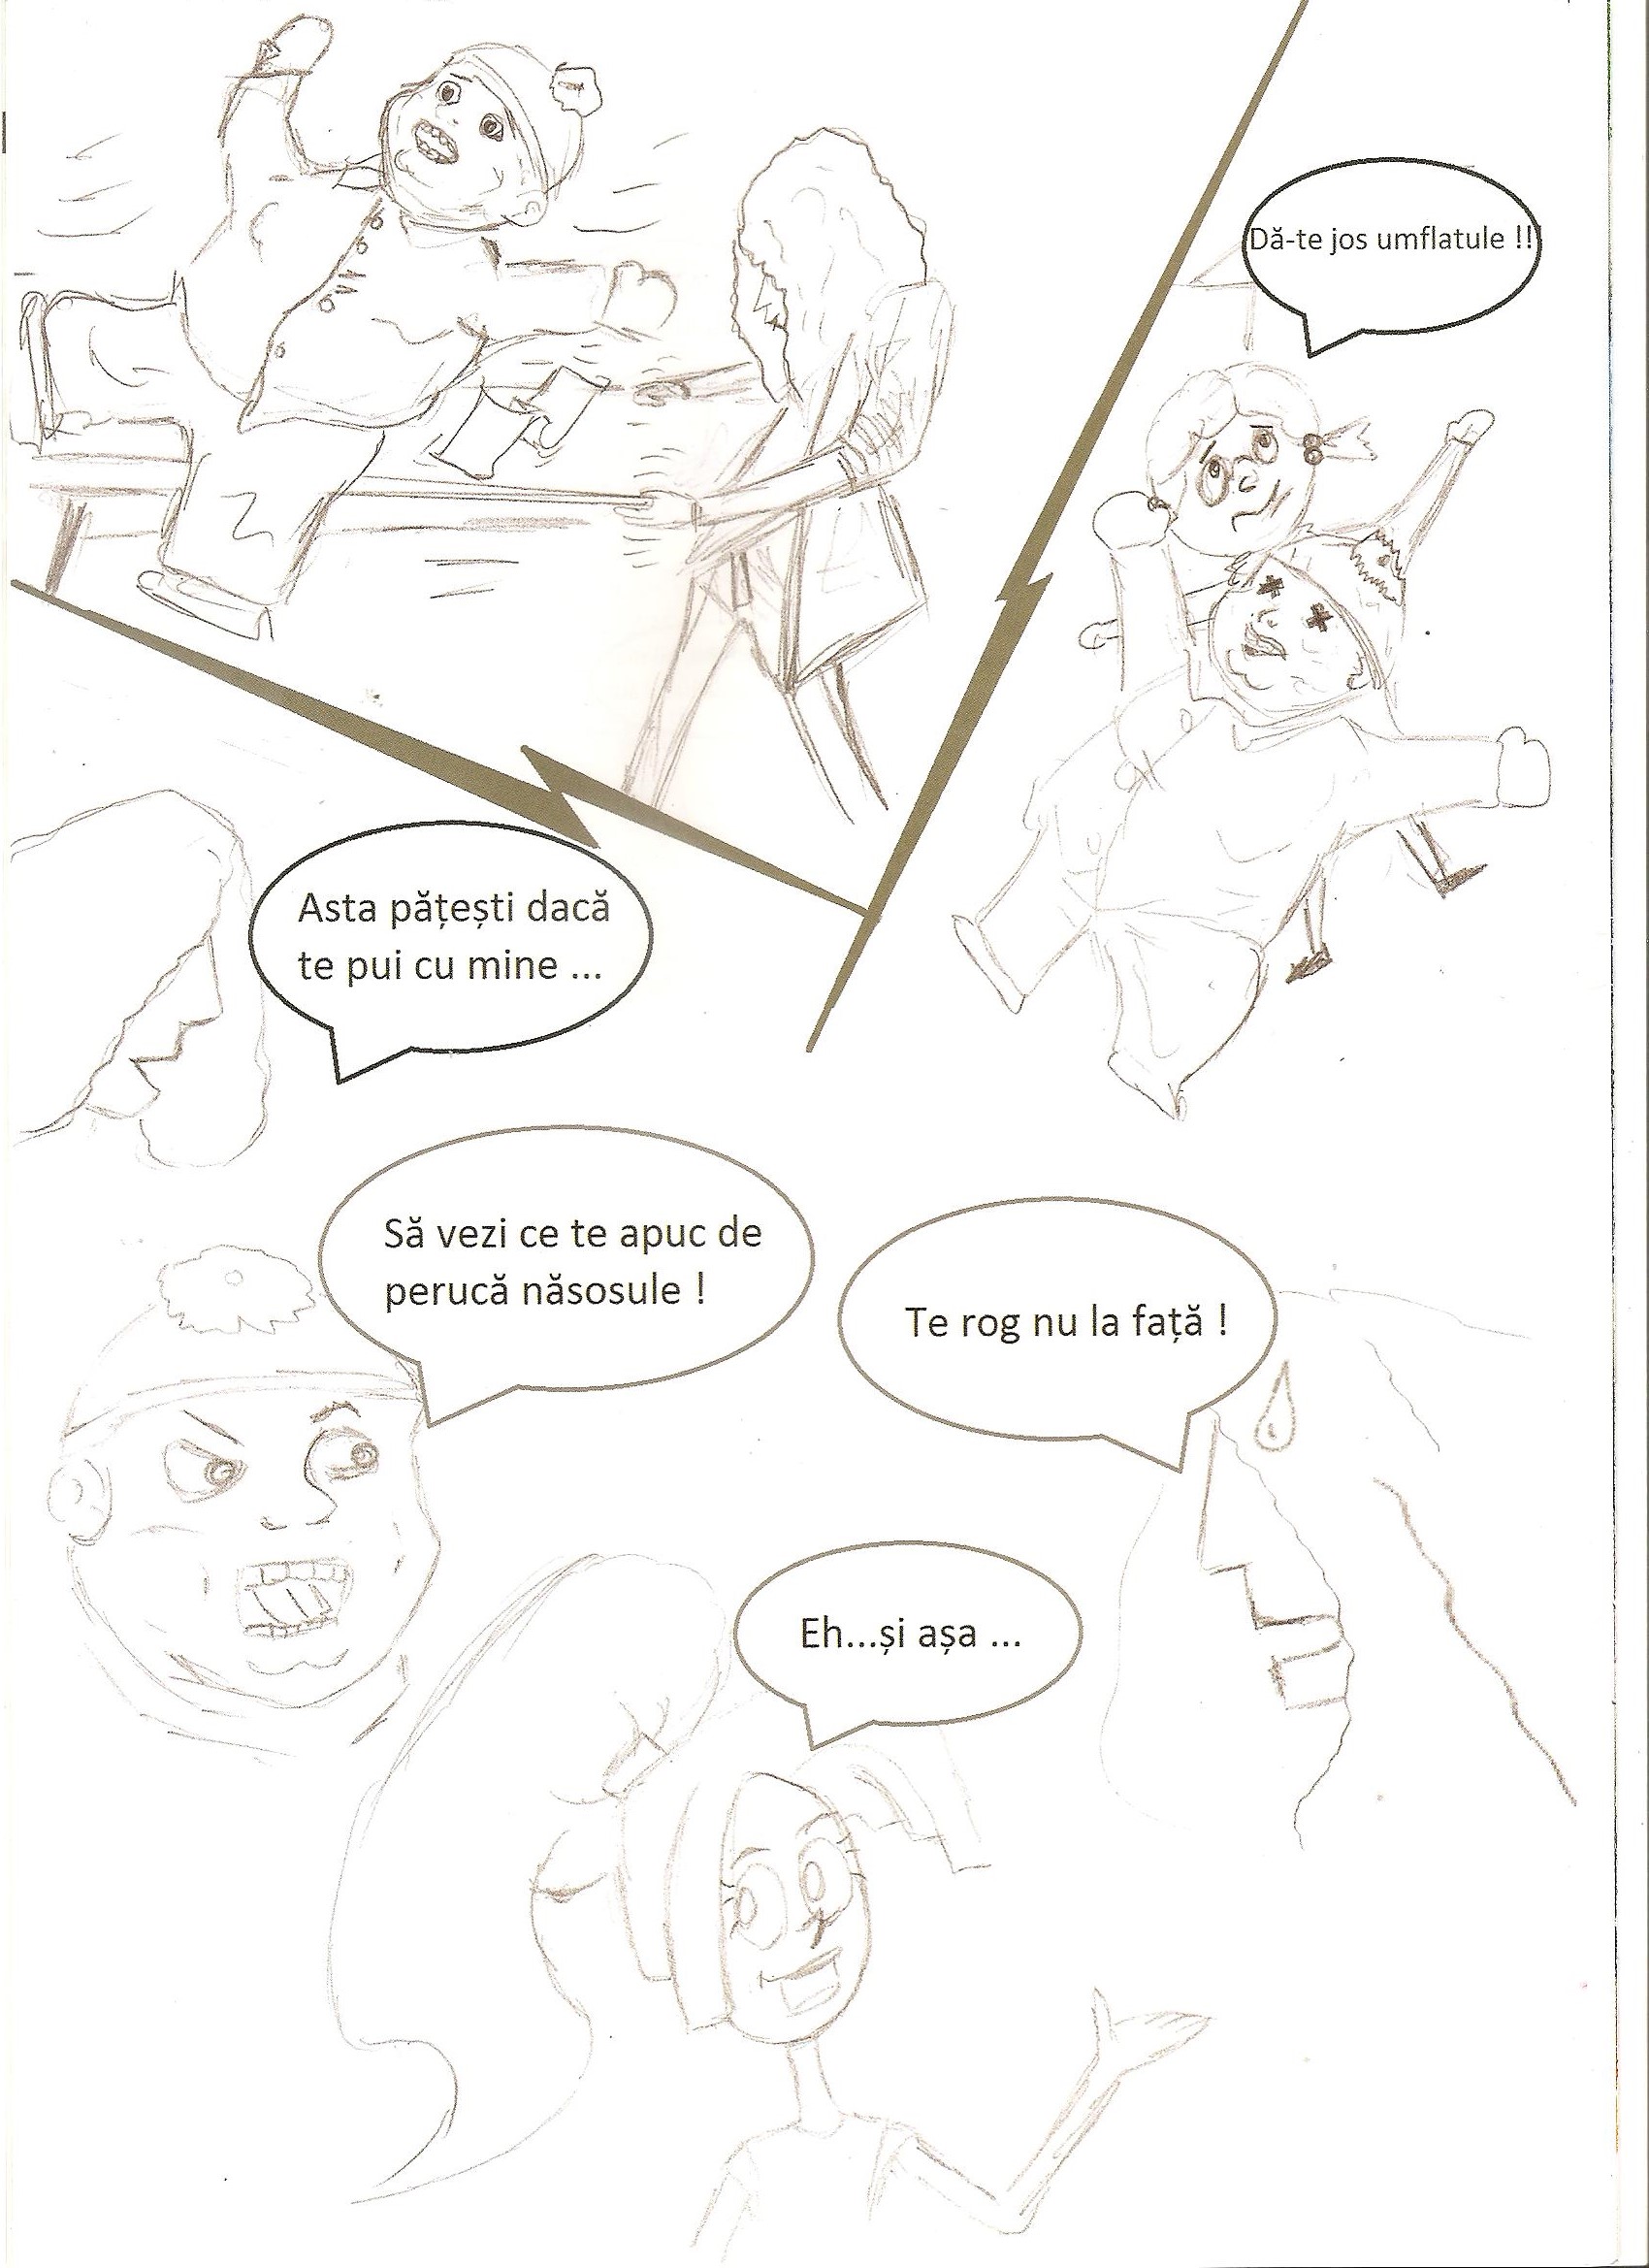 Dă-te jos umflatule !!
Asta pățești dacă
te pui cu mine ...
Să vezi ce te apuc de
perucă năsosule !
Te rog nu la față !
Eh...și așa ...